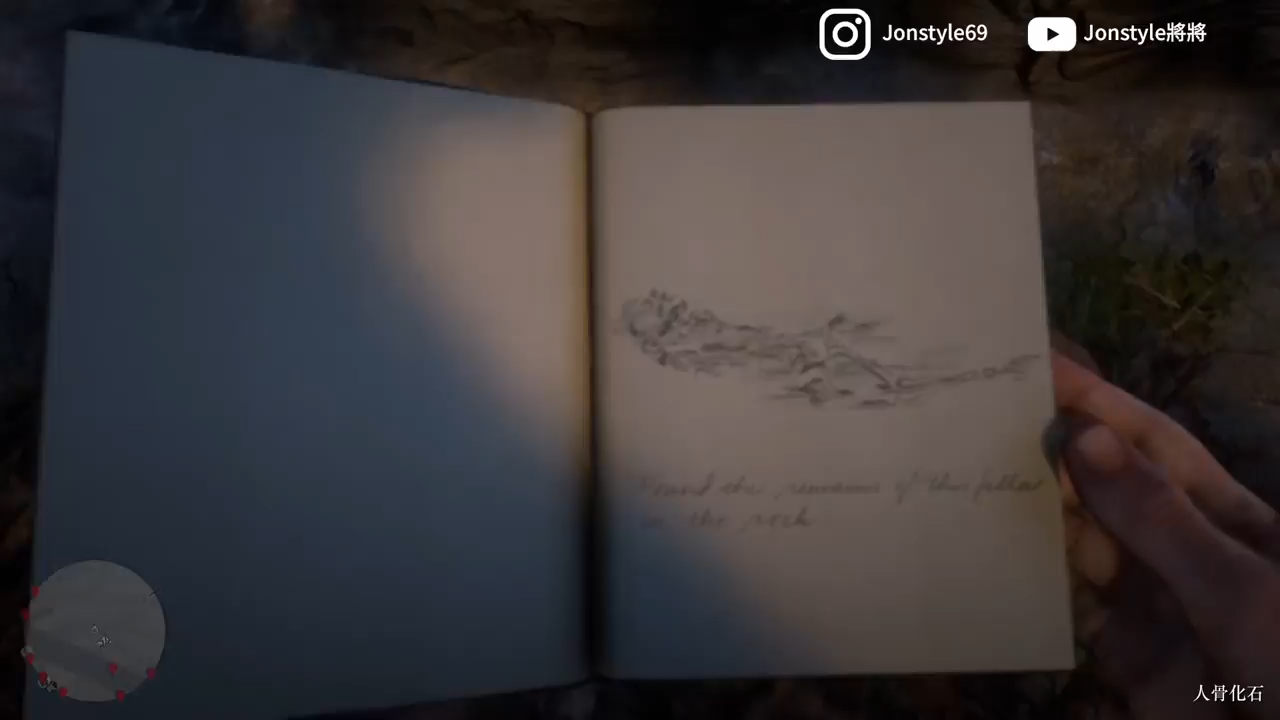 Jonstyle69
Jonstyle將將
Found the remains of this fellow
in the rock
人骨化石